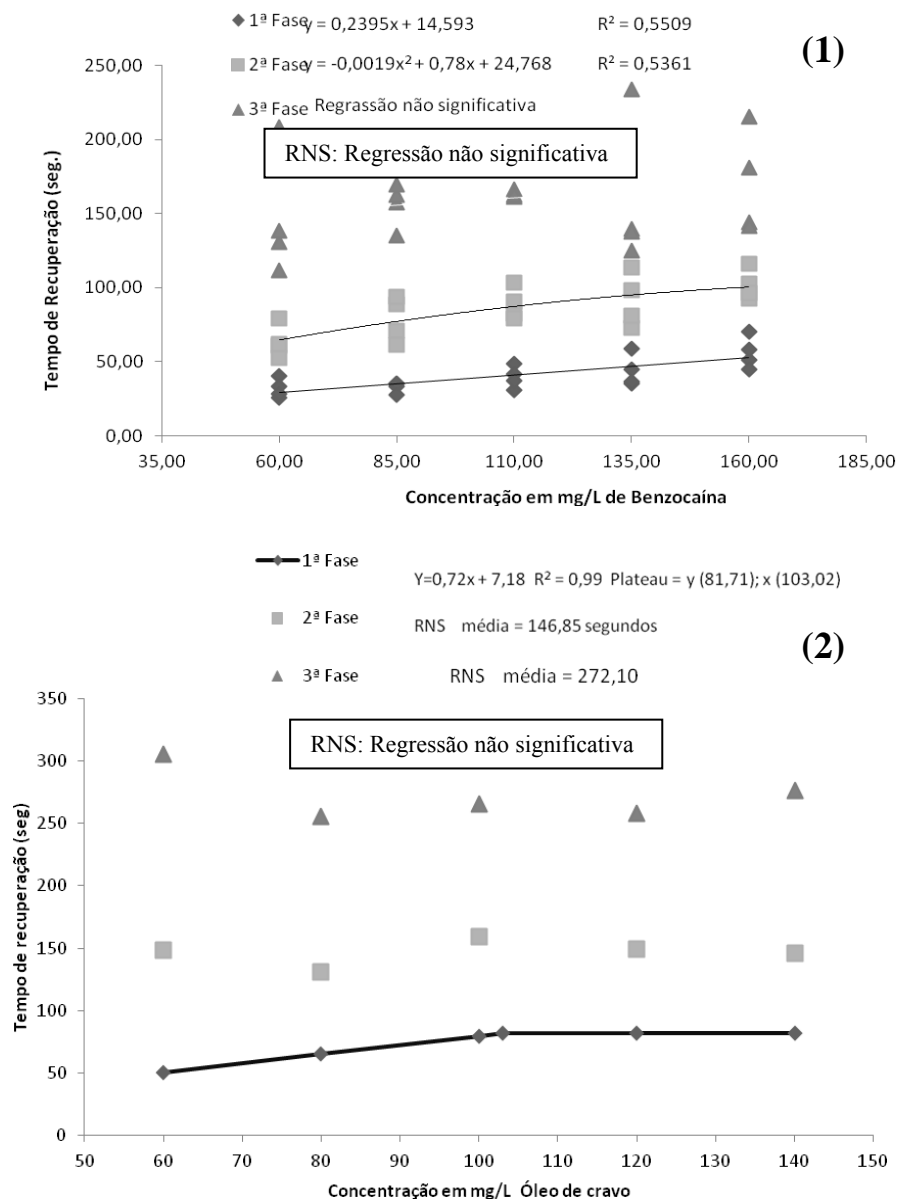 1ª Fase y = 0,2395x + 14,593 R² = 0,5509
(1)
2ª Fase y = -0,0019x² + 0,78x + 24,768 R² = 0,5361
3ª Fase Regrassão não significativa
RNS: Regressão não significativa
Tempo de Recuperação (seg.)
250,00
200,00
150,00
100,00
50,00
0,00
35,00 60,00 85,00 110,00 135,00 160,00 185,00
Concentração em mg/L de Benzocaína
1ª Fase
Y=0,72x + 7,18 R² = 0,99 Plateau = y (81,71); x (103,02)
2ª Fase
RNS média = 146,85 segundos
(2)
3ª Fase RNS média = 272,10
RNS: Regressão não significativa
Tempo de recuperação (seg)
350
300
250
200
150
100
50
0
50 60 70 80 90 100 110 120 130 140 150
Concentração em mg/L Óleo de cravo